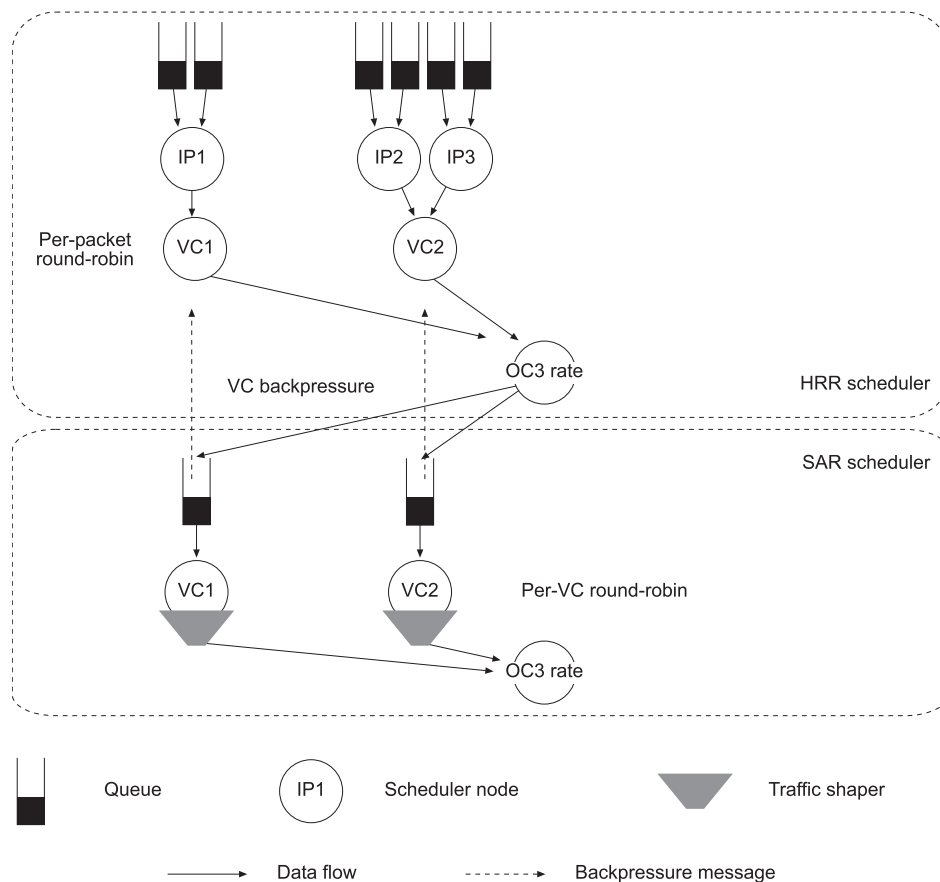 IP1
IP2
IP3
Per-packet
round-robin
VC1
VC2
OC3 rate
VC backpressure
HRR scheduler
SAR scheduler
VC1
VC2
Per-VC round-robin
OC3 rate
Queue
IP1
Scheduler node
Traffic shaper
Data flow
Backpressure message